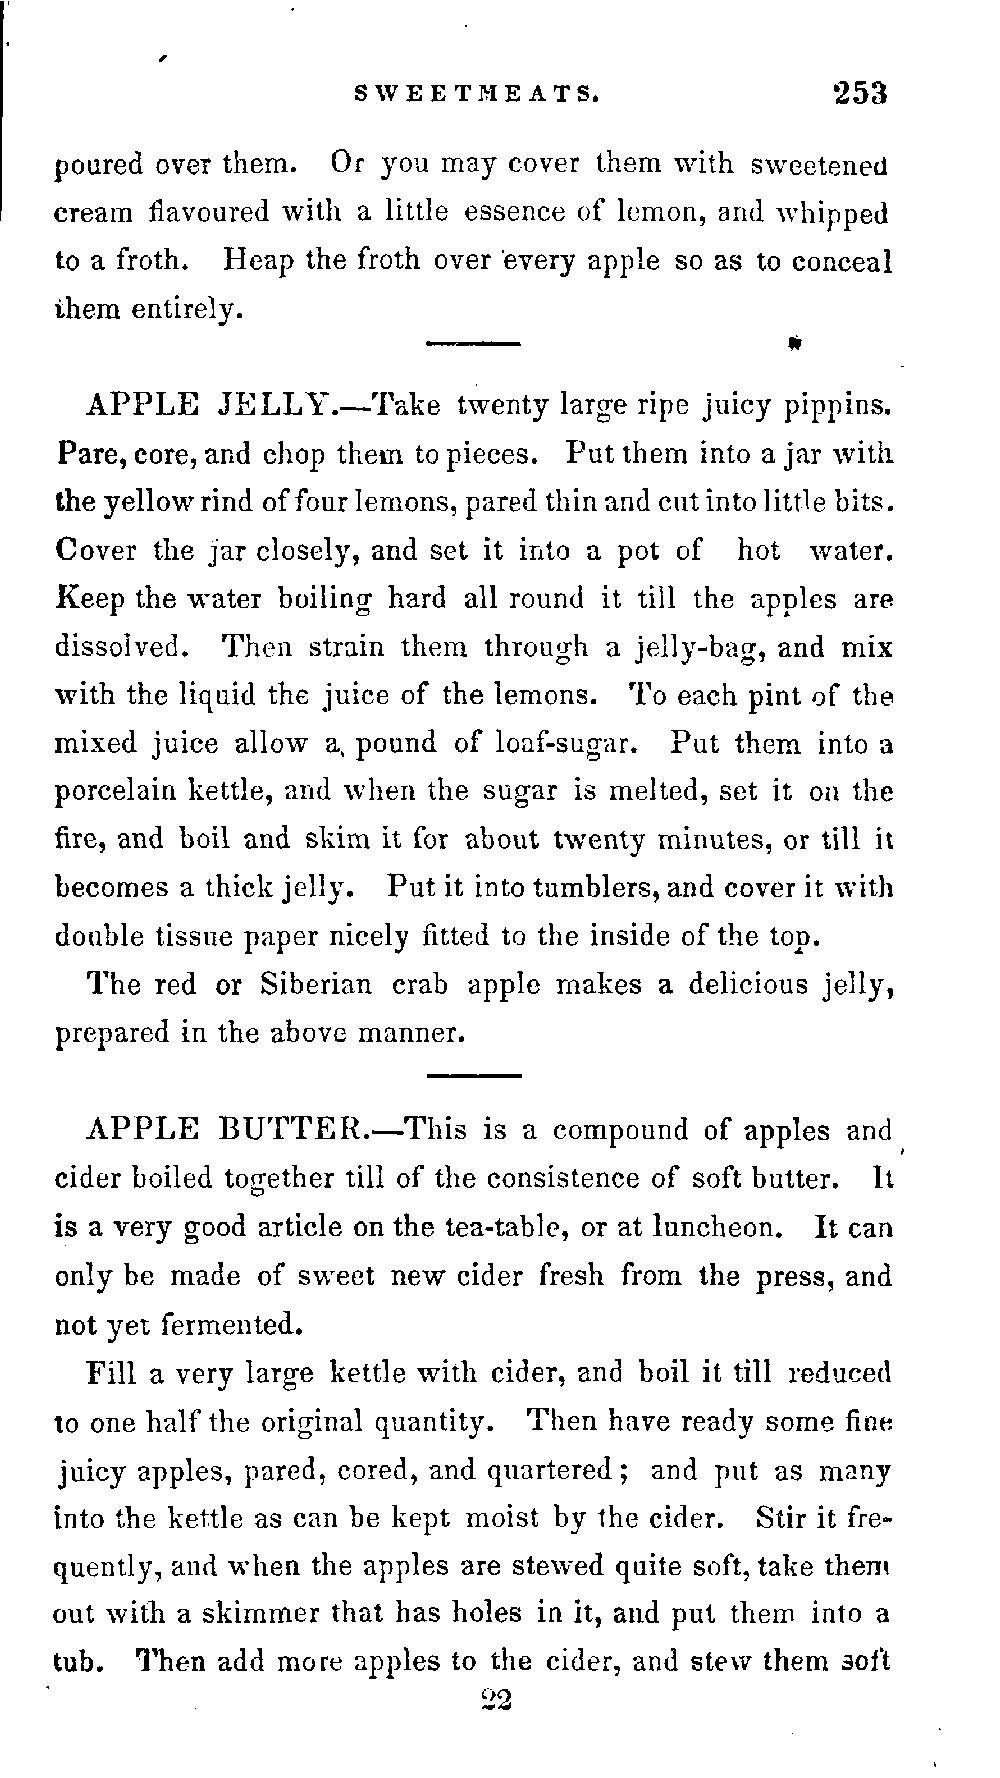 SWEETMEATS. 253
poured over them. Or you may cover them with sweetened
cream flavoured with a little essence of lemon, and whipped
to a froth. Heap the froth over every apple so as to conceal
them entirely.
APPLE JELLY.—Take twenty large ripe juicy pippins.
Pare, core, and chop them to pieces. Put them into a jar with
the yellow rind of four lemons, pared thin and cut into little bits.
Cover the jar closely, and set it into a pot of hot water.
Keep the water boiling hard all round it till the apples are
dissolved. Then strain them through a jelly-bag, and mix
with the liquid the juice of the lemons. To each pint of the
mixed juice allow a pound of loaf-sugar. Put them into a
porcelain kettle, and when the sugar is melted, set it on the
fire, and boil and skim it for about twenty minutes, or till it
becomes a thick jelly. Put it into tumblers, and cover it with
double tissue paper nicely fitted to the inside of the top.
The red or Siberian crab apple makes a delicious jelly,
prepared in the above manner.
APPLE BUTTER.—This is a compound of apples and
cider boiled together till of the consistence of soft butter. It
is a very good article on the tea-table, or at luncheon. It can
only be made of sweet new cider fresh from the press, and
not yet fermented.
Fill a very large kettle with cider, and boil it till reduced
to one half the original quantity. Then have ready some fine
juicy apples, pared, cored, and quartered; and put as many
into the kettle as can be kept moist by the cider. Stir it fre-
quently, and when the apples are stewed quite soft, take them
out with a skimmer that has holes in it, and put them into a
tub. Then add more apples to the cider, and stew them soft
22